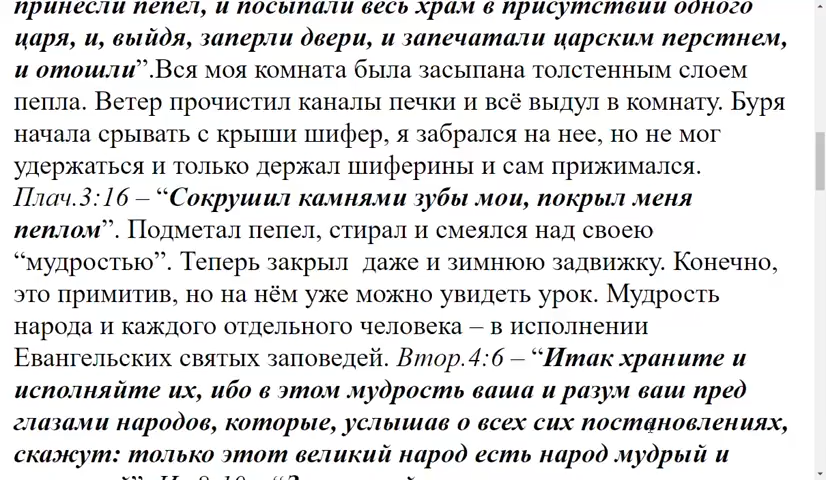 принесли пепел, и посыпали весь храм в присутствии одного
царя, и, выйдя, заперли двери, и запечатали царским перстнем,
и отошли”.Вся моя комната была засыпана толстенным слоем
пепла. Ветер прочистил каналы печки и всё выдул в комнату. Буря
начала срывать с крыши шифер, я забрался на нее, но не мог
удержаться и только держал шиферины и сам прижимался.
Плач.3:16 – “Сокрушил камнями зубы мои, покрыл меня
пеплом”. Подметал пепел, стирал и смеялся над своею
“мудростью”. Теперь закрыл  даже и зимнюю задвижку. Конечно,
это примитив, но на нём уже можно увидеть урок. Мудрость
народа и каждого отдельного человека – в исполнении
Евангельских святых заповедей. Втор.4:6 – “Итак храните и
исполняйте их, ибо в этом мудрость ваша и разум ваш пред
глазами народов, которые, услышав о всех сих постановлениях,
скажут: только этот великий народ есть народ мудрый и